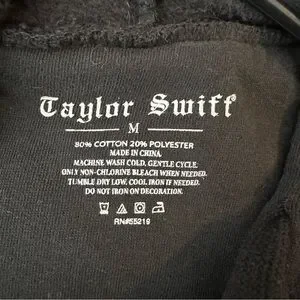 Taylor Swift
M
80% COTTON 20% POLYESTER
MADE IN CHINA.
MACHINE WASH COLD, GENTLE CYCLE.
ONLY NON-CHLORINE BLEACH WHEN NEEDED.
TUMBLE DRY LOW. COOL IRON IF NEEDED.
DO NOT IRON ON DECORATION.
RN#55219